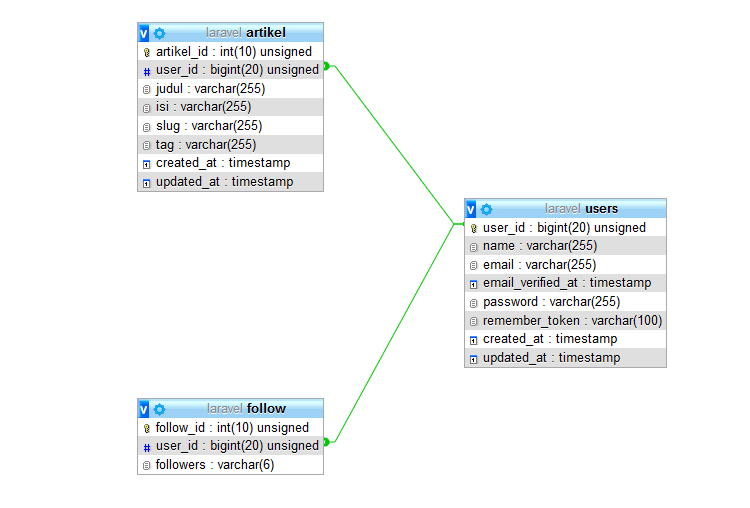 v laravel artikel
artikel_id : int(10) unsigned
# user_id : bigint(20) unsigned
judul : varchar(255)
isi : varchar(255)
slug : varchar(255)
tag : varchar(255)
created_at : timestamp
updated_at : timestamp
v laravel users
user_id : bigint(20) unsigned
name : varchar(255)
email : varchar(255)
email_verified_at : timestamp
password : varchar(255)
remember_token : varchar(100)
created_at : timestamp
updated_at : timestamp
v laravel follow
follow_id : int(10) unsigned
# user_id : bigint(20) unsigned
followers : varchar(6)